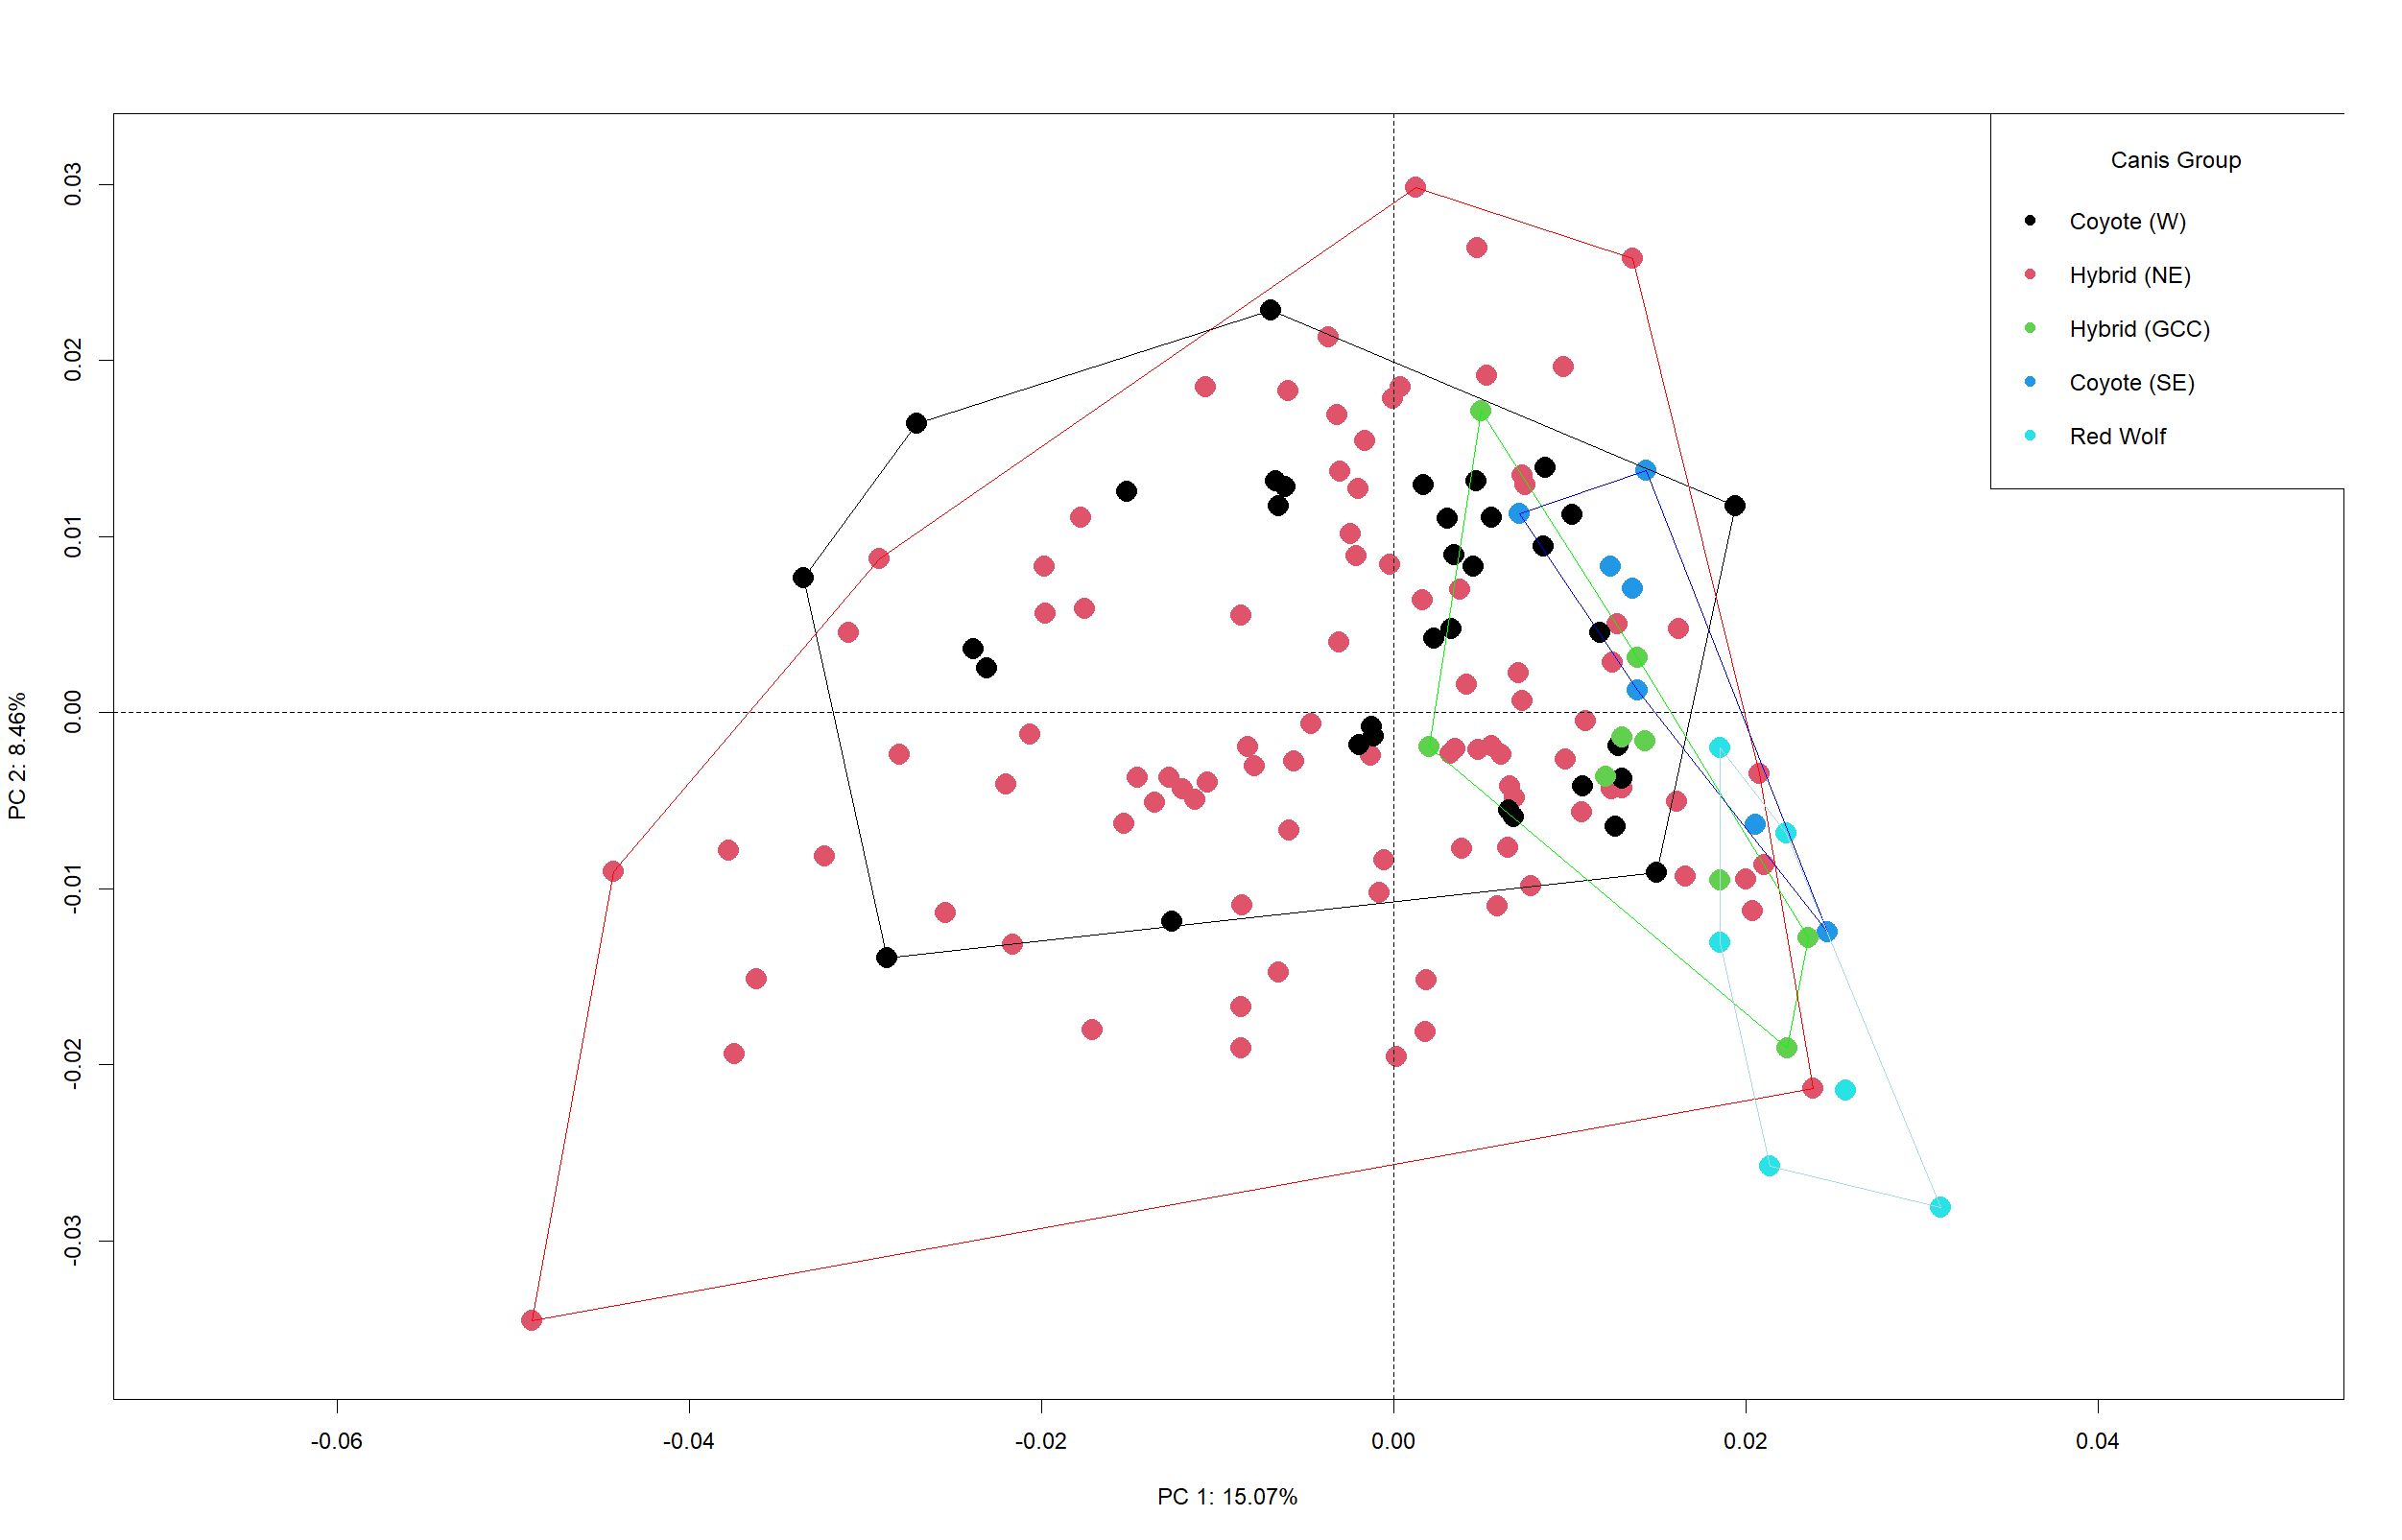 Canis Group
Coyote (W)
Hybrid (NE)
Hybrid (GCC)
Coyote (SE)
Red Wolf
0.03
0.02
0.01
0.00
-0.01
-0.02
-0.03
PC 2: 8.46%
-0.06
-0.04
-0.02
0.00
0.02
0.04
PC 1: 15.07%